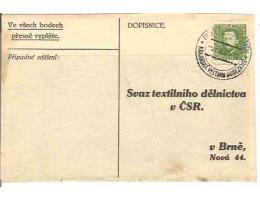 Ve všech bodech
přesně vyplňte.
DOPISNICE.
Případné sdělení:
Svaz textilního dělnictva
v ČSR.
v Brně,
Nová 44.